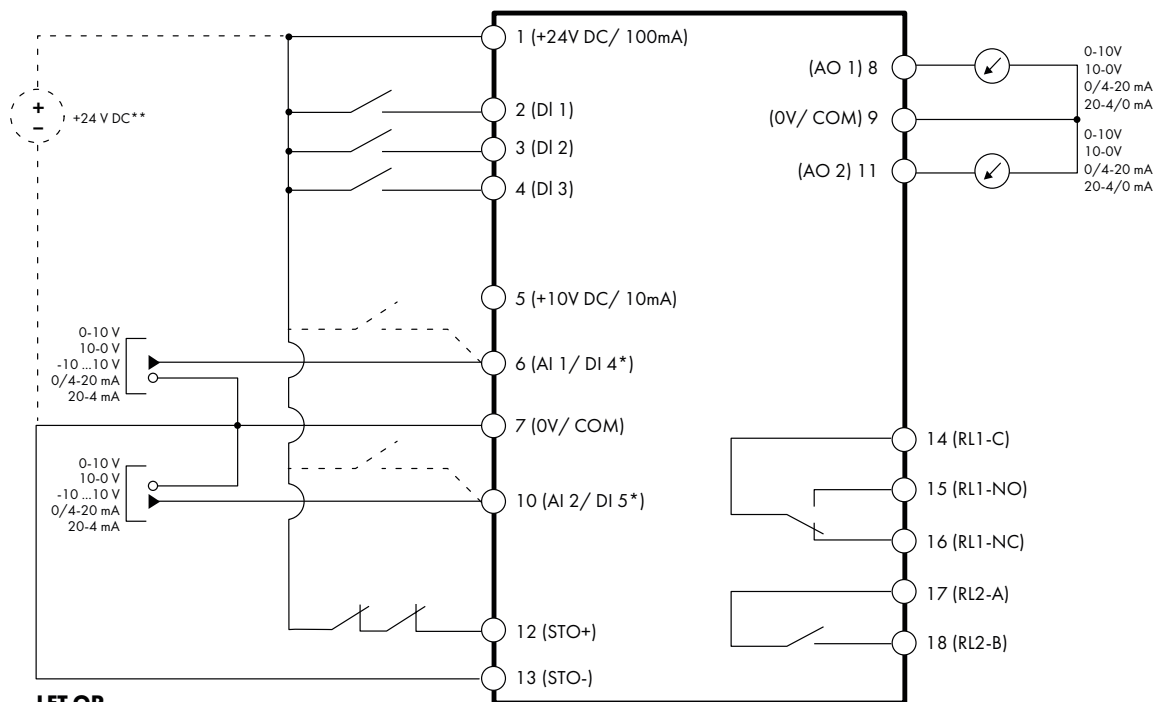 1 (+24V DC/ 100mA)
+
−
+24 V DC**
2 (DI 1)
3 (DI 2)
4 (DI 3)
5 (+10V DC/ 10mA)
0-10 V
10-0 V
-10 ...10 V
0/4-20 mA
20-4 mA
6 (AI 1/ DI 4*)
7 (0V/ COM)
0-10 V
10-0 V
-10 ...10 V
0/4-20 mA
20-4 mA
10 (AI 2/ DI 5*)
12 (STO+)
13 (STO-)
(AO 1) 8
(0V/ COM) 9
(AO 2) 11
0-10V
10-0V
0/4-20 mA
20-4/0 mA
0-10V
10-0V
0/4-20 mA
20-4/0 mA
14 (RL1-C)
15 (RL1-NO)
16 (RL1-NC)
17 (RL2-A)
18 (RL2-B)
LET OP